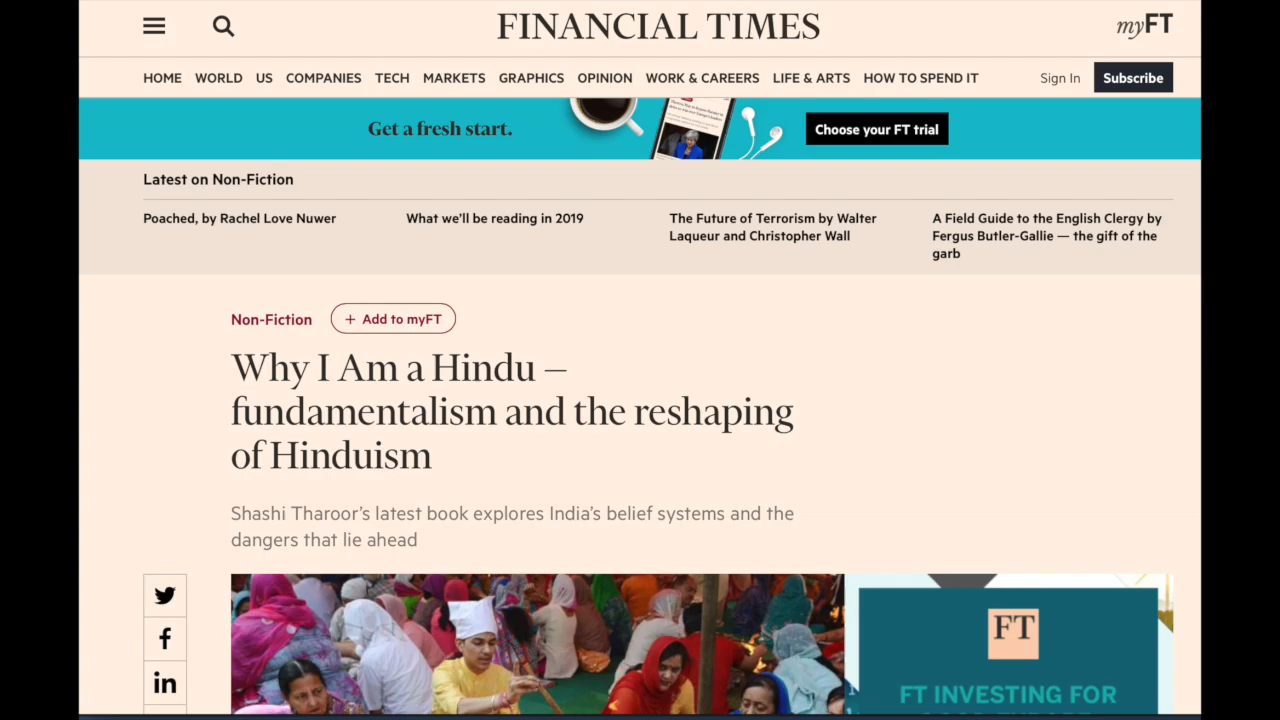 FINANCIAL TIMES
myFT
HOME WORLD US COMPANIES TECH MARKETS GRAPHICS OPINION WORK & CAREERS LIFE & ARTS HOW TO SPEND IT
Sign In Subscribe
Get a fresh start.
Choose your FT trial
Latest on Non-Fiction
Poached, by Rachel Love Nuwer
What we’ll be reading in 2019
The Future of Terrorism by Walter
Laqueur and Christopher Wall
A Field Guide to the English Clergy by
Fergus Butler-Gallie — the gift of the
garb
Non-Fiction
+ Add to myFT
Why I Am a Hindu –
fundamentalism and the reshaping
of Hinduism
Shashi Tharoor’s latest book explores India’s belief systems and the
dangers that lie ahead
FT
FT INVESTING FOR